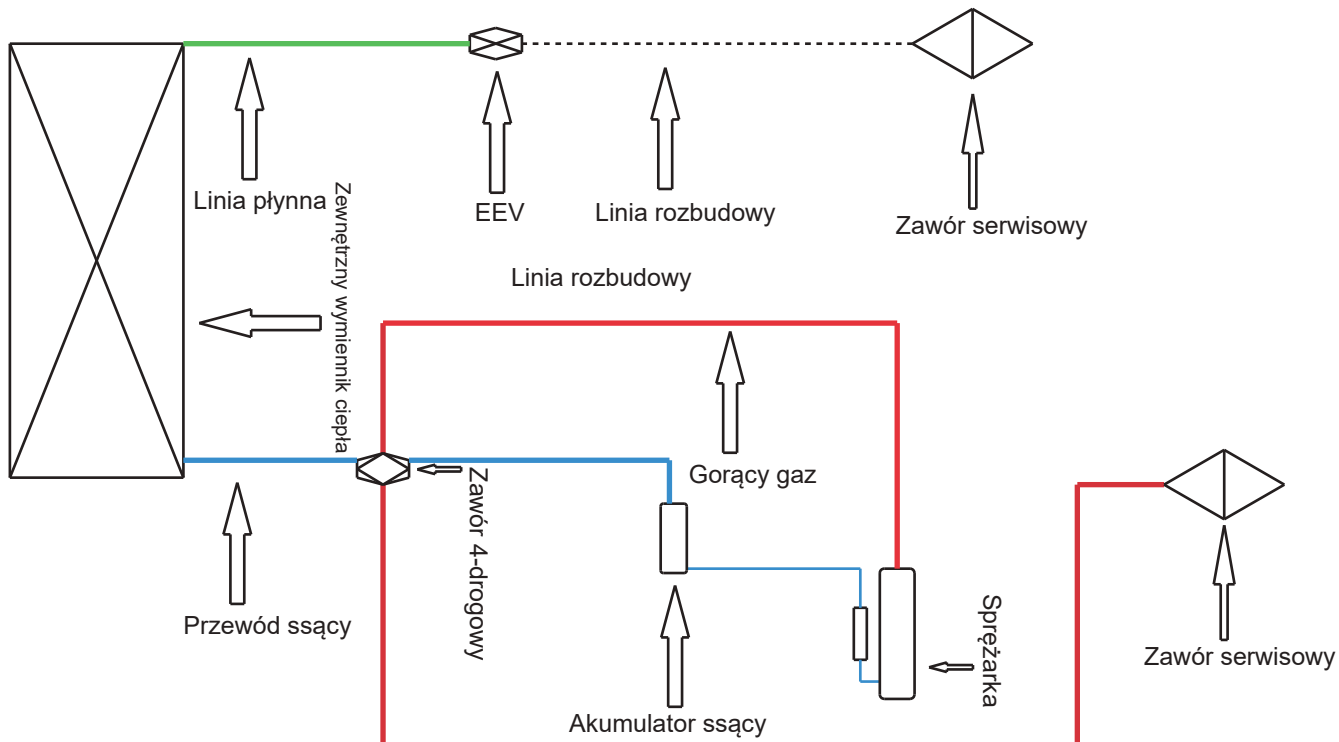 Linia płynna
EEV
Linia rozbudowy
Zawór serwisowy
Zewnętrzny wymiennik ciepła
Linia rozbudowy
Gorący gaz
Zawór 4-drogowy
Przewód ssący
Akumulator ssący
Sprężarka
Zawór serwisowy